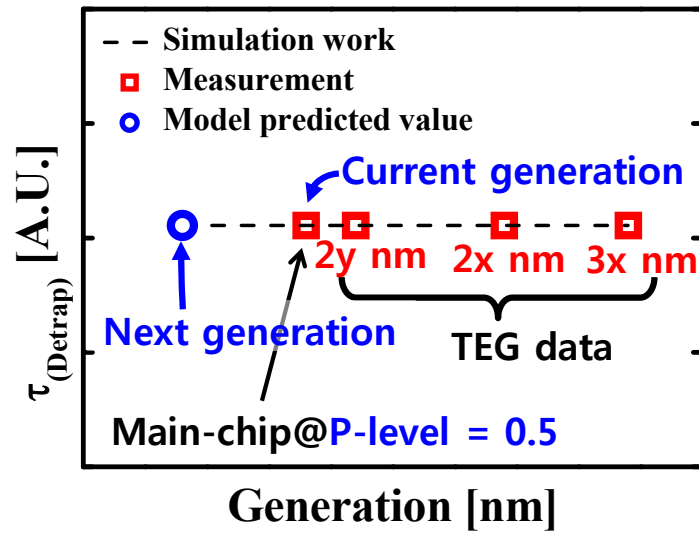 Simulation work
Measurement
Model predicted value
Current generation
2y nm
2x nm
3x nm
Next generation
TEG data
Main-chip@P-level = 0.5
τ(Detrap) [A.U.]
Generation [nm]